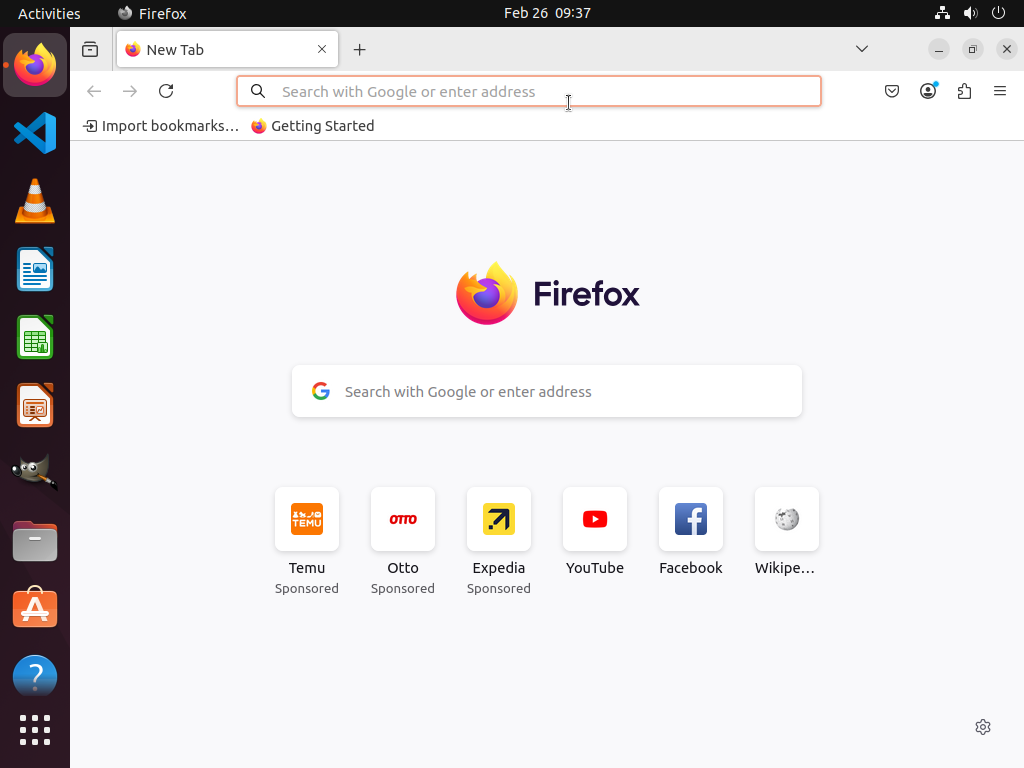 Activities
Firefox
Feb 26 09:37
New Tab
Search with Google or enter address
Import bookmarks…
Getting Started
Firefox
Search with Google or enter address
TEMU
OTTO
Temu
Otto
Expedia
YouTube
Facebook
Wikipe…
Sponsored
Sponsored
Sponsored